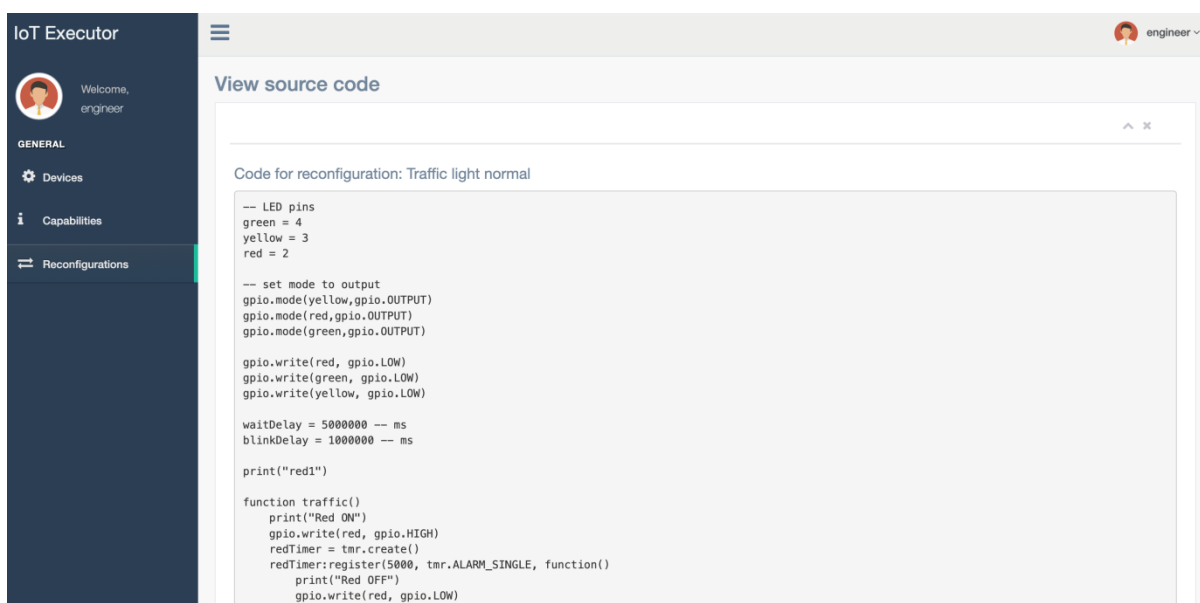 IoT Executor
engineer
Welcome,
engineer
GENERAL
Devices
Capabilities
Reconfigurations
View source code
Code for reconfiguration: Traffic light normal
-- LED pins
green = 4
yellow = 3
red = 2
-- set mode to output
gpio.mode(yellow,gpio.OUTPUT)
gpio.mode(red,gpio.OUTPUT)
gpio.mode(green,gpio.OUTPUT)
gpio.write(red, gpio.LOW)
gpio.write(green, gpio.LOW)
gpio.write(yellow, gpio.LOW)
waitDelay = 5000000 -- ms
blinkDelay = 1000000 -- ms
print("red1")
function traffic()
    print("Red ON")
    gpio.write(red, gpio.HIGH)
    redTimer = tmr.create()
    redTimer:register(5000, tmr.ALARM_SINGLE, function()
        print("Red OFF")
        gpio.write(red, gpio.LOW)